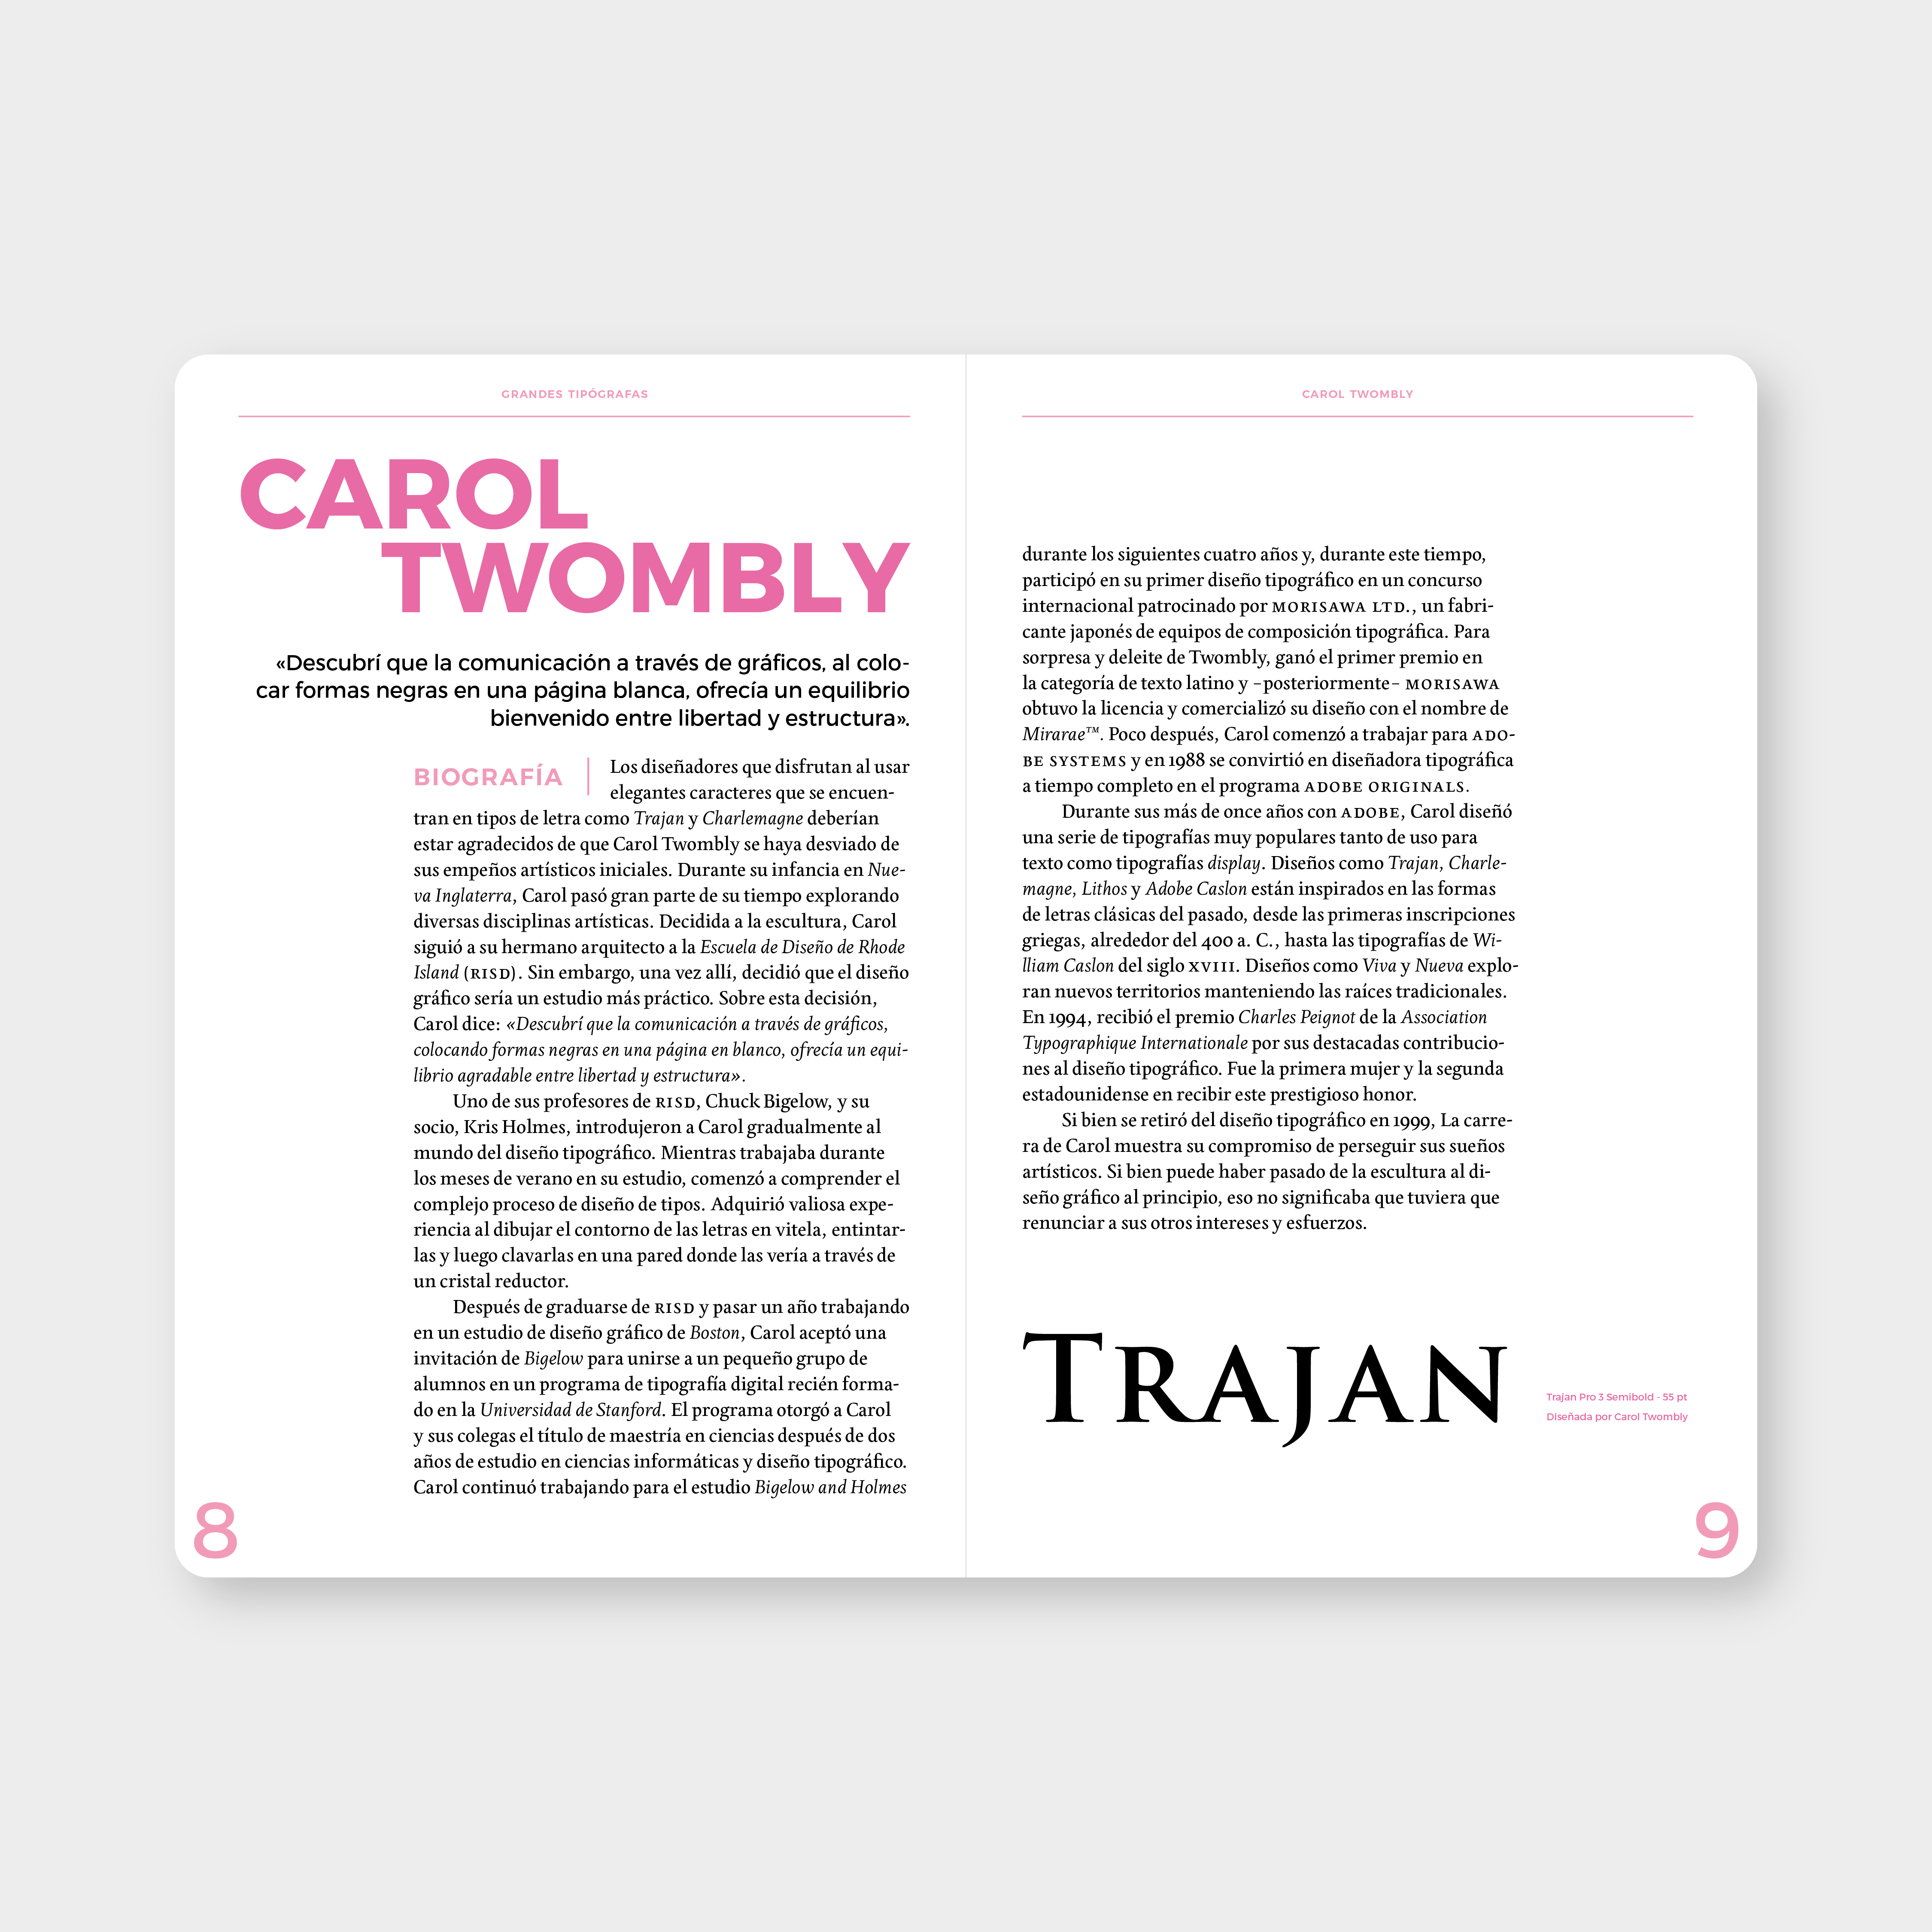 GRANDES TIPÓGRAFAS
CAROL
TWOMBLY
«Descubrí que la comunicación a través de gráficos, al colo-
car formas negras en una página blanca, ofrecía un equilibrio
bienvenido entre libertad y estructura».
BIOGRAFÍA
Los diseñadores que disfrutan al usar
elegantes caracteres que se encuen-
tran en tipos de letra como Trajan y Charlemagne deberían
estar agradecidos de que Carol Twombly se haya desviado de
sus empeños artísticos iniciales. Durante su infancia en Nue-
va Inglaterra, Carol pasó gran parte de su tiempo explorando
diversas disciplinas artísticas. Decidida a la escultura, Carol
siguió a su hermano arquitecto a la Escuela de Diseño de Rhode
Island (RISD). Sin embargo, una vez allí, decidió que el diseño
gráfico sería un estudio más práctico. Sobre esta decisión,
Carol dice: «Descubrí que la comunicación a través de gráficos,
colocando formas negras en una página en blanco, ofrecía un equi-
librio agradable entre libertad y estructura».
Uno de sus profesores de RISD, Chuck Bigelow, y su
socio, Kris Holmes, introdujeron a Carol gradualmente al
mundo del diseño tipográfico. Mientras trabajaba durante
los meses de verano en su estudio, comenzó a comprender el
complejo proceso de diseño de tipos. Adquirió valiosa expe-
riencia al dibujar el contorno de las letras en vitela, entintar-
las y luego clavarlas en una pared donde las vería a través de
un cristal reductor.
Después de graduarse de RISD y pasar un año trabajando
en un estudio de diseño gráfico de Boston, Carol aceptó una
invitación de Bigelow para unirse a un pequeño grupo de
alumnos en un programa de tipografía digital recién forma-
do en la Universidad de Stanford. El programa otorgó a Carol
y sus colegas el título de maestría en ciencias después de dos
años de estudio en ciencias informáticas y diseño tipográfico.
Carol continuó trabajando para el estudio Bigelow and Holmes
8
CAROL TWOMBLY
durante los siguientes cuatro años y, durante este tiempo,
participó en su primer diseño tipográfico en un concurso
internacional patrocinado por MORISAWA LTD., un fabri-
cante japonés de equipos de composición tipográfica. Para
sorpresa y deleite de Twombly, ganó el primer premio en
la categoría de texto latino y –posteriormente– MORISAWA
obtuvo la licencia y comercializó su diseño con el nombre de
Mirarae™. Poco después, Carol comenzó a trabajar para ADO-
BE SYSTEMS y en 1988 se convirtió en diseñadora tipográfica
a tiempo completo en el programa ADOBE ORIGINALS.
Durante sus más de once años con ADOBE, Carol diseñó
una serie de tipografías muy populares tanto de uso para
texto como tipografías display. Diseños como Trajan, Charle-
magne, Lithos y Adobe Caslon están inspirados en las formas
de letras clásicas del pasado, desde las primeras inscripciones
griegas, alrededor del 400 a. C., hasta las tipografías de Wi-
lliam Caslon del siglo XVIII. Diseños como Viva y Nueva explo-
ran nuevos territorios manteniendo las raíces tradicionales.
En 1994, recibió el premio Charles Peignot de la Association
Typographique Internationale por sus destacadas contribucio-
nes al diseño tipográfico. Fue la primera mujer y la segunda
estadounidense en recibir este prestigioso honor.
Si bien se retiró del diseño tipográfico en 1999, La carre-
ra de Carol muestra su compromiso de perseguir sus sueños
artísticos. Si bien puede haber pasado de la escultura al di-
seño gráfico al principio, eso no significaba que tuviera que
renunciar a sus otros intereses y esfuerzos.
TRAJAN
Trajan Pro 3 Semibold - 55 pt
Diseñada por Carol Twombly
9